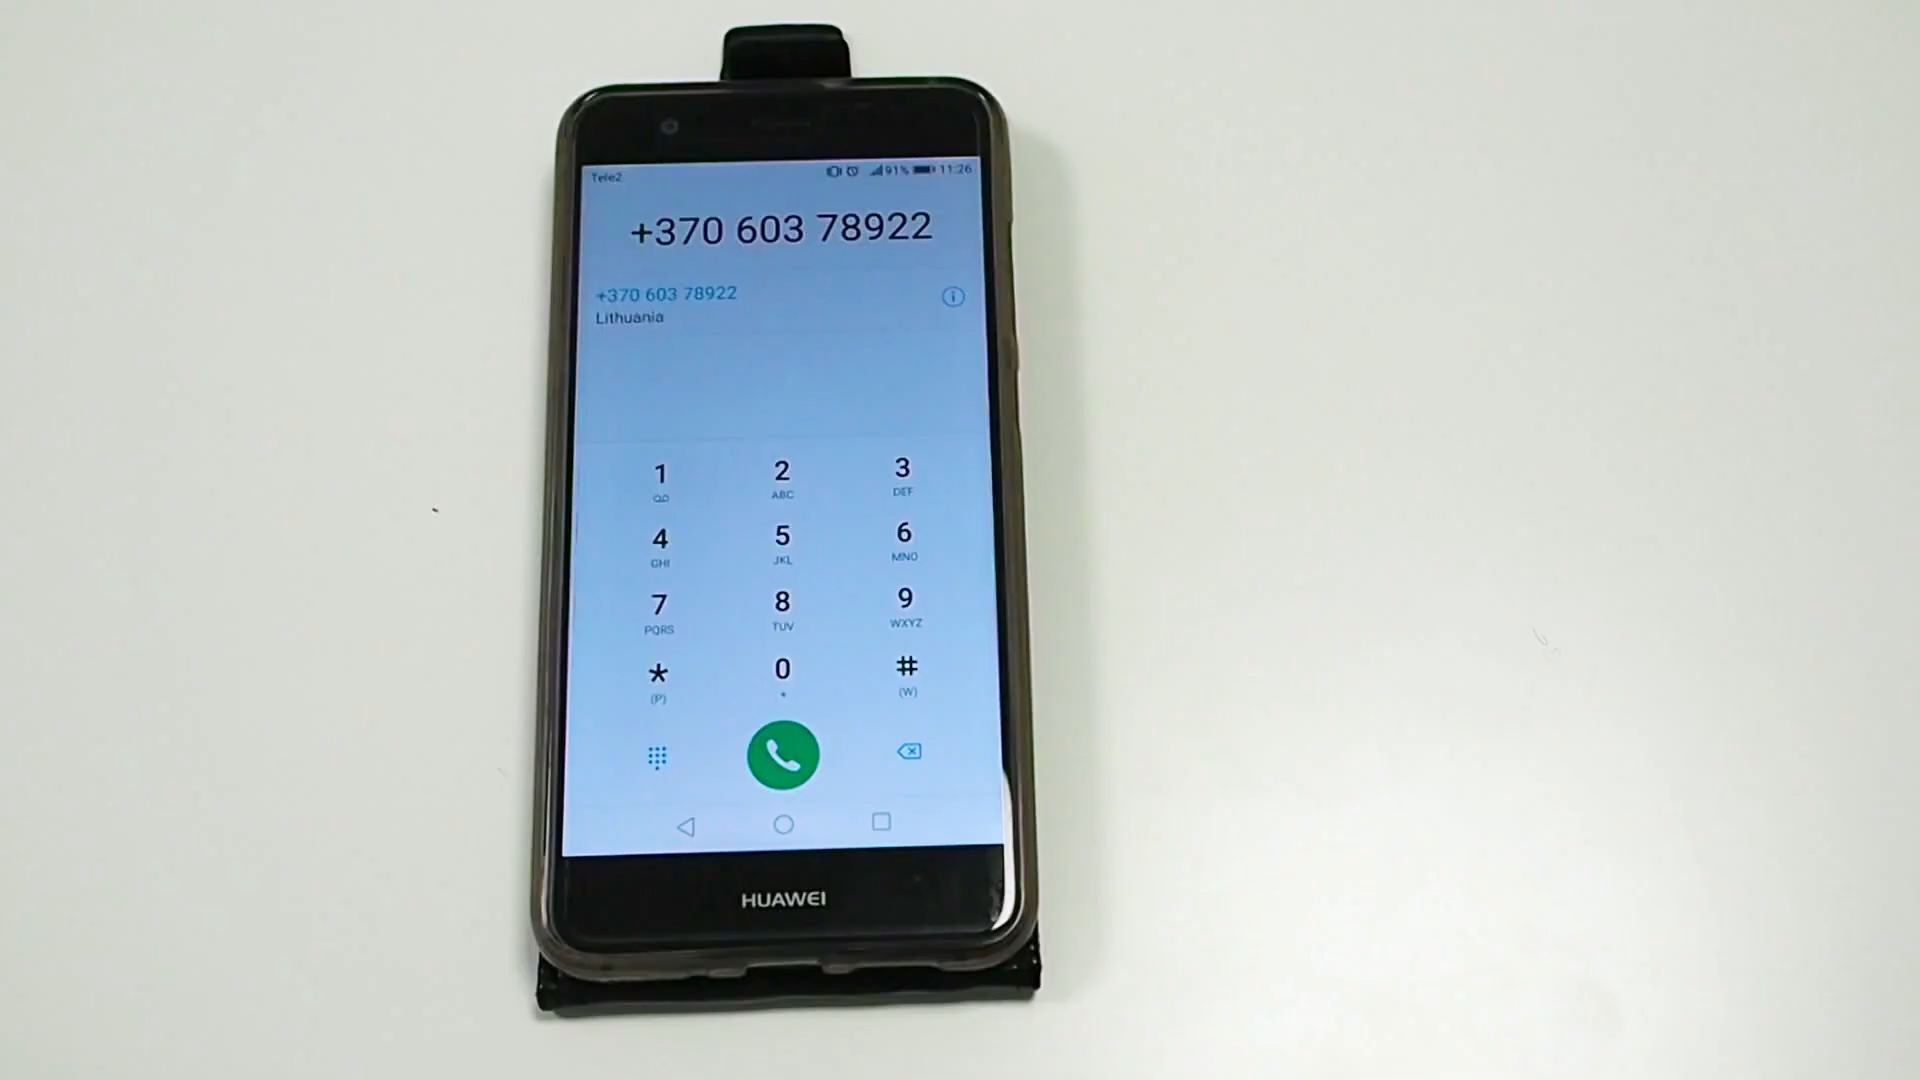 Tele2 91% 11:26
+370 603 78922
+370 603 78922
Lithuania
1 2 3
ABC DEF
4 5 6
GHI JKL MNO
7 8 9
PQRS TUV WXYZ
* 0 #
(P) + (W)
HUAWEI